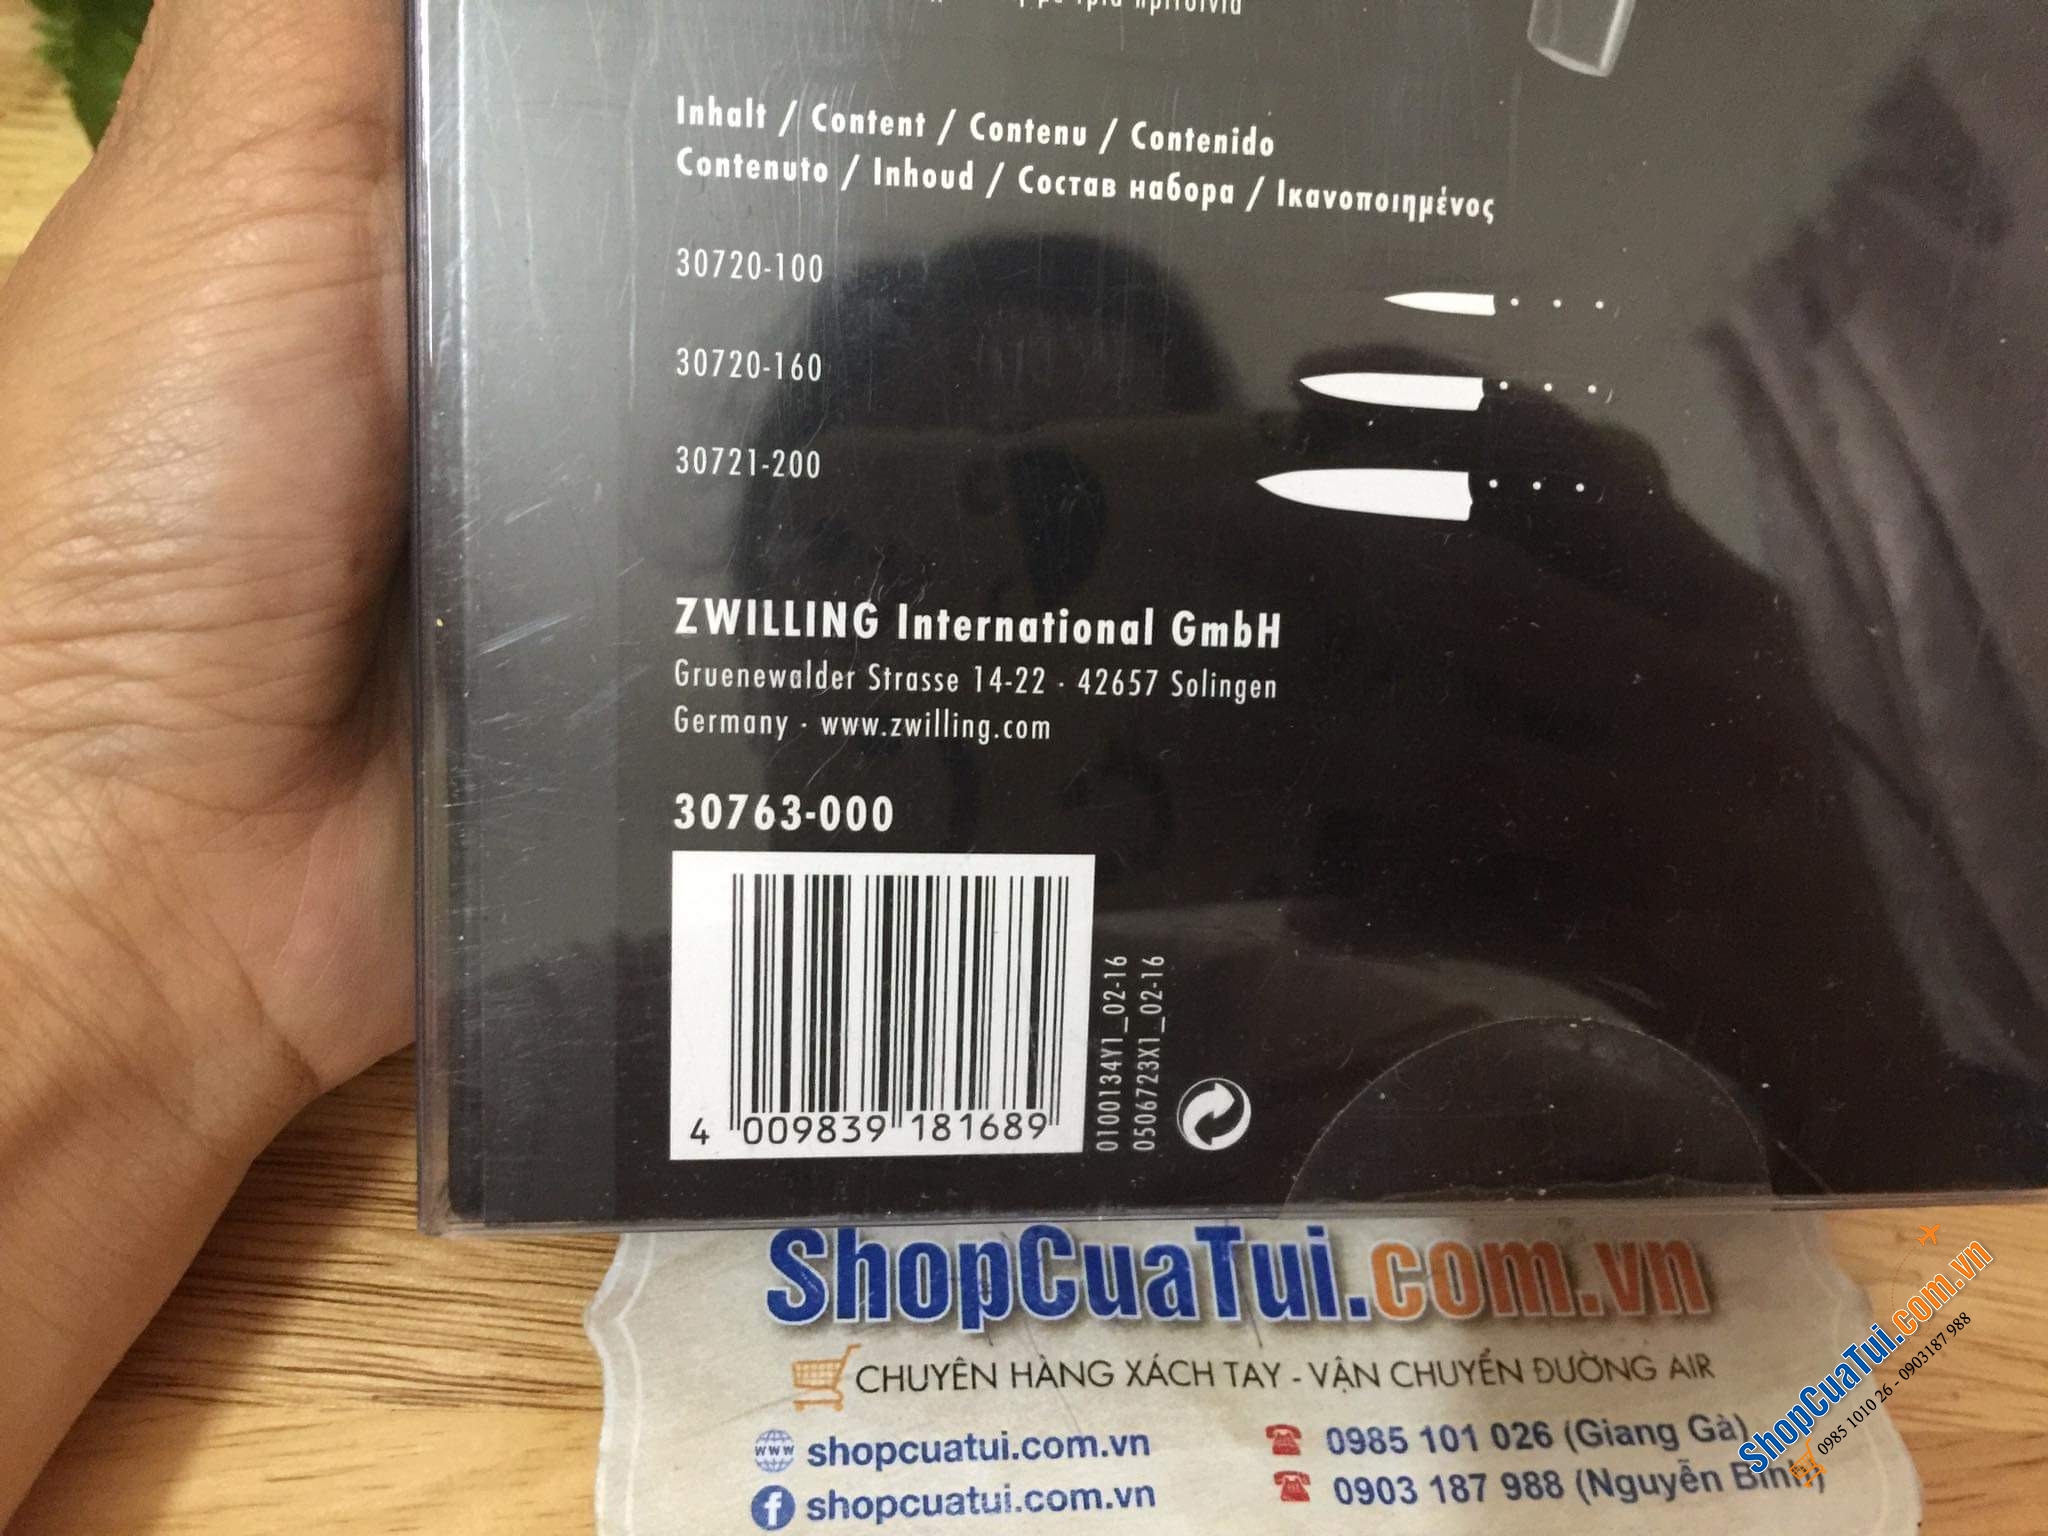 Inhalt / Content / Contenu / Contenido
Contenuto / Inhoud / Состав набора / Ικανοποιημένος
30720-100
30720-160
30721-200
ZWILLING International GmbH
Gruenewalder Strasse 14-22 · 42657 Solingen
Germany · www.zwilling.com
30763-000
4 009839 181689
0100134Y1_02-16
0506723X1_02-16
ShopCuaTui.com.vn
CHUYÊN HÀNG XÁCH TAY - VẬN CHUYỂN ĐƯỜNG AIR
www shopcuatui.com.vn
f shopcuatui.com.vn
0985 101 026 (Giang Gà)
0903 187 988 (Nguyễn Bình)
ShopCuaTui.com.vn
0985 1010 26 - 0903187 988